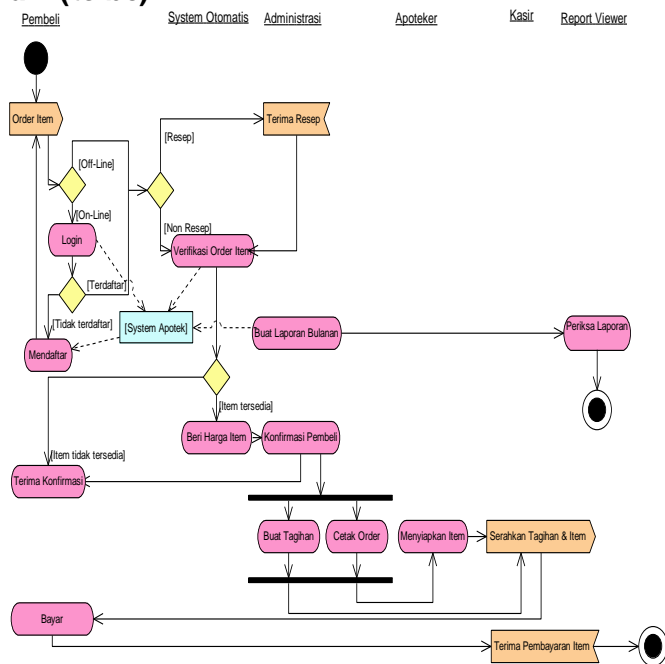 Pembeli
System Otomatis
Administrasi
Apoteker
Kasir
Report Viewer
Order Item
Terima Resep
[Resep]
[Off-Line]
[On-Line]
[Non Resep]
Login
Verifikasi Order Item
[Terdaftar]
[Tidak terdaftar]
[System Apotek]
Buat Laporan Bulanan
Periksa Laporan
Mendaftar
[Item tersedia]
Beri Harga Item
Konfirmasi Pembeli
[Item tidak tersedia]
Terima Konfirmasi
Buat Tagihan
Cetak Order
Menyiapkan Item
Serahkan Tagihan & Item
Bayar
Terima Pembayaran Item